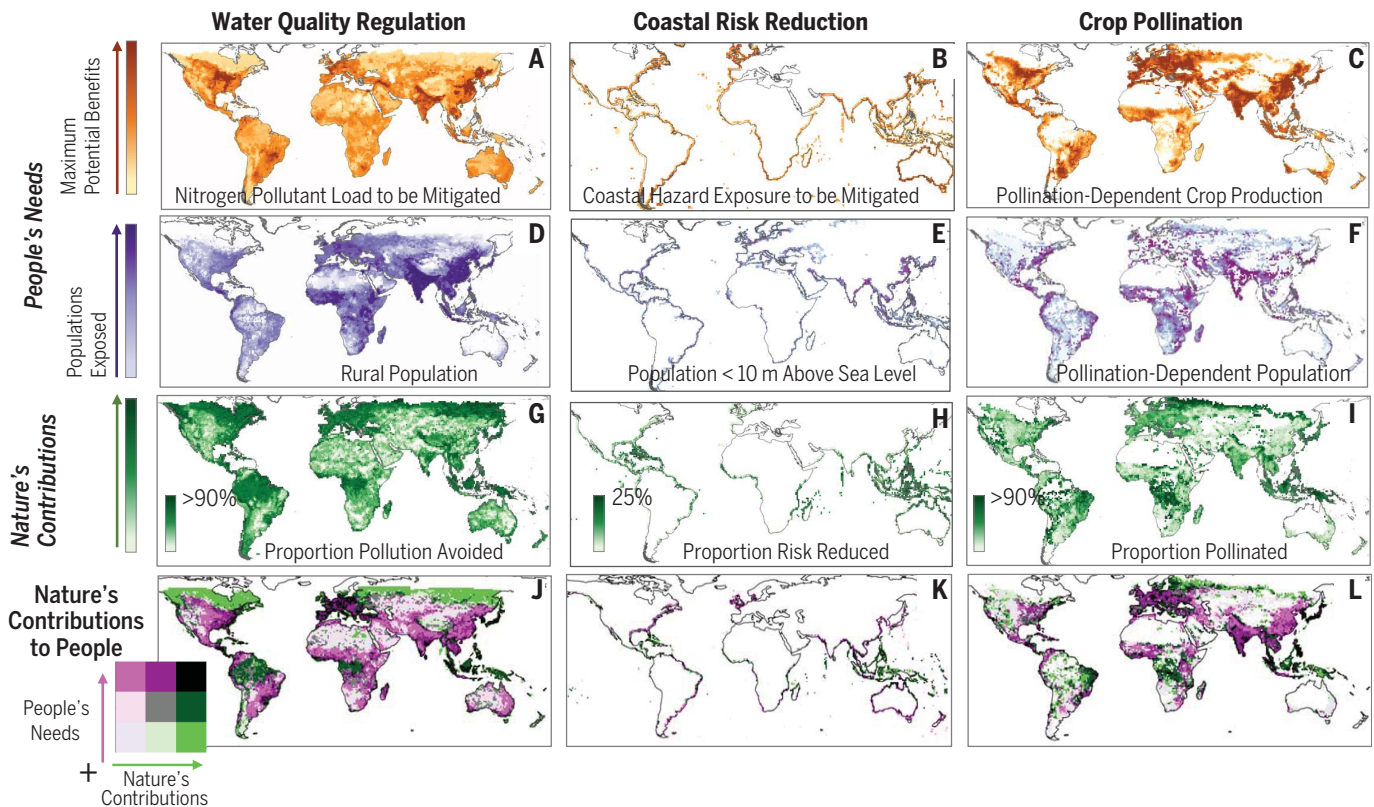 Water Quality Regulation
Coastal Risk Reduction
Crop Pollination
People's Needs
Maximum
Potential Benefits
A
Nitrogen Pollutant Load to be Mitigated
B
Coastal Hazard Exposure to be Mitigated
C
Pollination-Dependent Crop Production
Populations
Exposed
D
Rural Population
E
Population < 10 m Above Sea Level
F
Pollination-Dependent Population
Nature's
Contributions
G
>90%
Proportion Pollution Avoided
H
25%
Proportion Risk Reduced
I
>90%
Proportion Pollinated
Nature's
Contributions
to People
J
K
L
People's
Needs
+
Nature's
Contributions